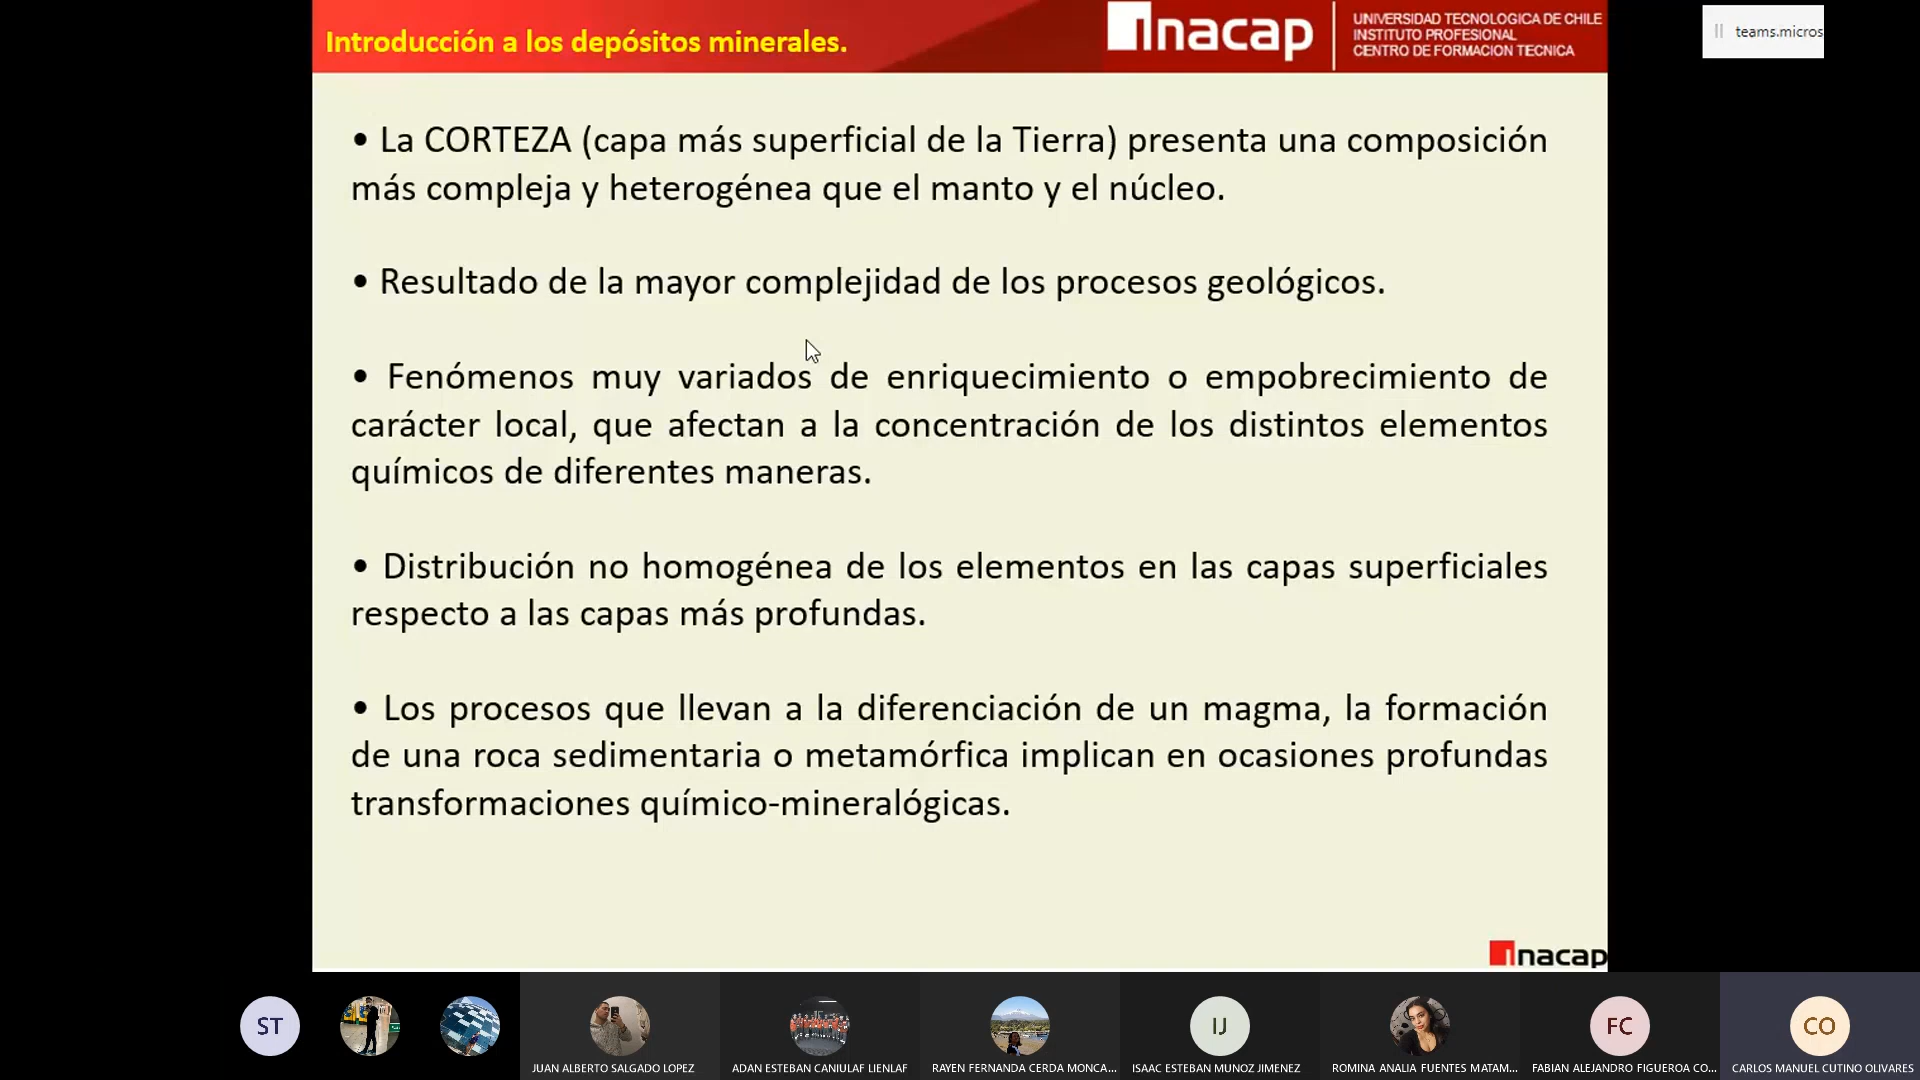 Introducción a los depósitos minerales.
inacap
UNIVERSIDAD TECNOLOGICA DE CHILE
INSTITUTO PROFESIONAL
CENTRO DE FORMACION TECNICA
teams.micros
• La CORTEZA (capa más superficial de la Tierra) presenta una composición
más compleja y heterogénea que el manto y el núcleo.
• Resultado de la mayor complejidad de los procesos geológicos.
• Fenómenos muy variados de enriquecimiento o empobrecimiento de
carácter local, que afectan a la concentración de los distintos elementos
químicos de diferentes maneras.
• Distribución no homogénea de los elementos en las capas superficiales
respecto a las capas más profundas.
• Los procesos que llevan a la diferenciación de un magma, la formación
de una roca sedimentaria o metamórfica implican en ocasiones profundas
transformaciones químico-mineralógicas.
inacap
ST
IJ
FC
CO
JUAN ALBERTO SALGADO LOPEZ
ADAN ESTEBAN CANIULAF LIENLAF
RAYEN FERNANDA CERDA MONCA...
ISAAC ESTEBAN MUNOZ JIMENEZ
ROMINA ANALIA FUENTES MATAM...
FABIAN ALEJANDRO FIGUEROA CO...
CARLOS MANUEL CUTINO OLIVARES